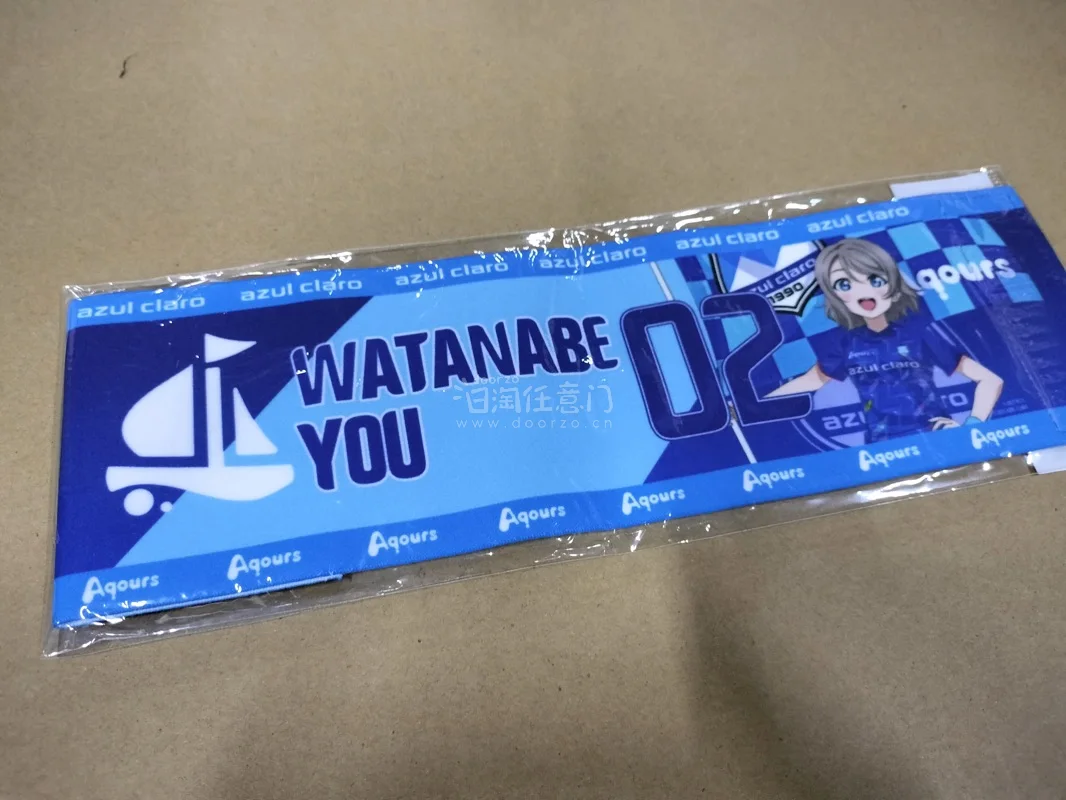 azul claro azul claro azul claro azul claro azul claro azul claro
WATANABE
YOU
02
azul claro
1990
Aqours
azul claro
doorzo
日淘任意门
www.doorzo.cn
Aqours Aqours Aqours Aqours Aqours Aqours Aqours Aqours